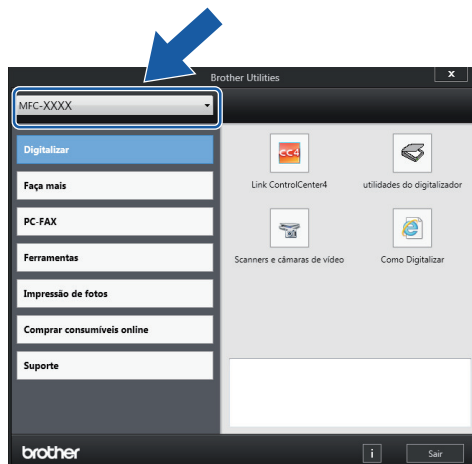 Brother Utilities
x
MFC-XXXX
Digitalizar
Faça mais
PC-FAX
Ferramentas
Impressão de fotos
Comprar consumíveis online
Suporte
CC4
Link ControlCenter4
utilidades do digitalizador
Scanners e câmaras de vídeo
Como Digitalizar
brother
i
Sair